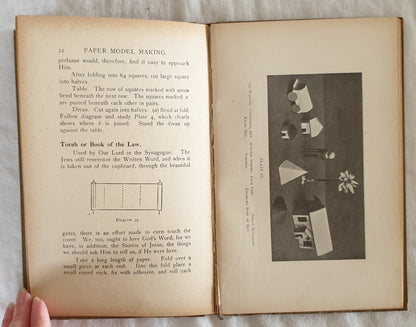 32 PAPER MODEL MAKING.
perfume would, therefore, find it easy to approach
Him.
After folding into 64 squares, cut large square
into halves.
Table. The row of squares marked with arrow
bend beneath the next row. The squares marked a
are pasted beneath each other in pairs.
Divan. Cut again into halves. (a) Bend at fold.
Follow diagram and study Plate 4, which clearly
shows where b is joined. Stand the divan up
against the table.
Torah or Book of the Law.
Used by Our Lord in the Synagogue. The
Jews still reverence the Written Word, and when it
is taken out of the cupboard, through the beautiful
Diagram 35.
gates, there is an effort made to even touch the
cover. We, too, ought to love God's Word, for we
have, in addition, the Stories of Jesus, the things
we should ask Him to tell us, if He were here.
Take a long length of paper. Fold over a
small piece at each end. Into this fold place a
small round stick, fix with adhesive, and roll each
PLATE VI.